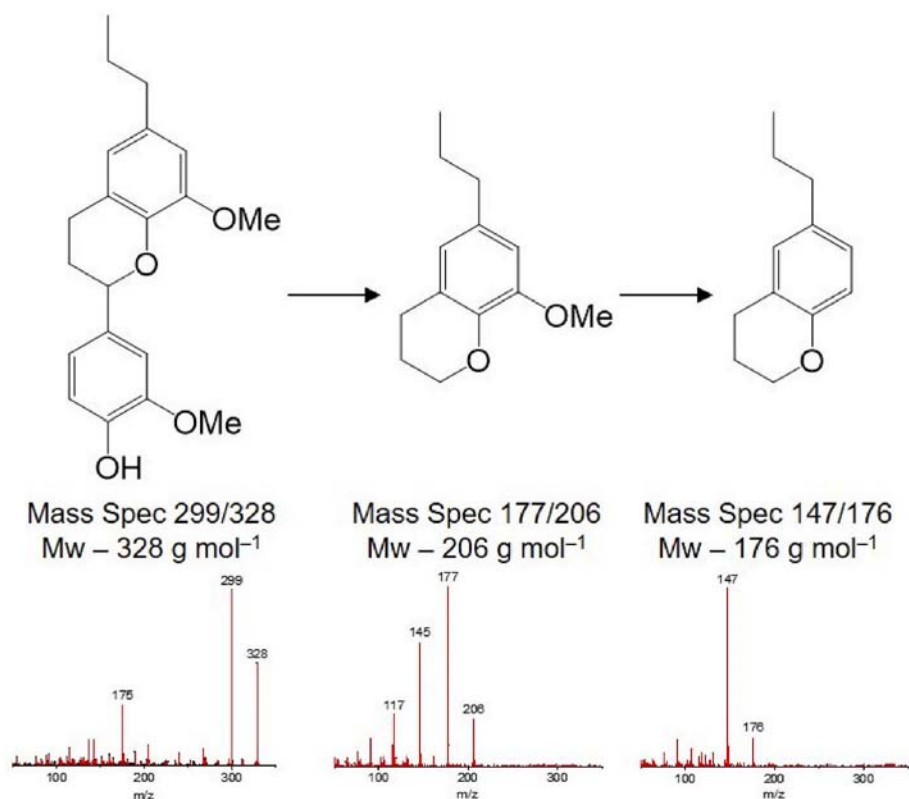 OMe
O
OMe
OH
OMe
O
O
Mass Spec 299/328
Mw – 328 g mol⁻¹
Mass Spec 177/206
Mw – 206 g mol⁻¹
Mass Spec 147/176
Mw – 176 g mol⁻¹
299
328
175
100
200
300
m/z
177
145
117
206
100
200
300
m/z
147
176
100
200
300
m/z